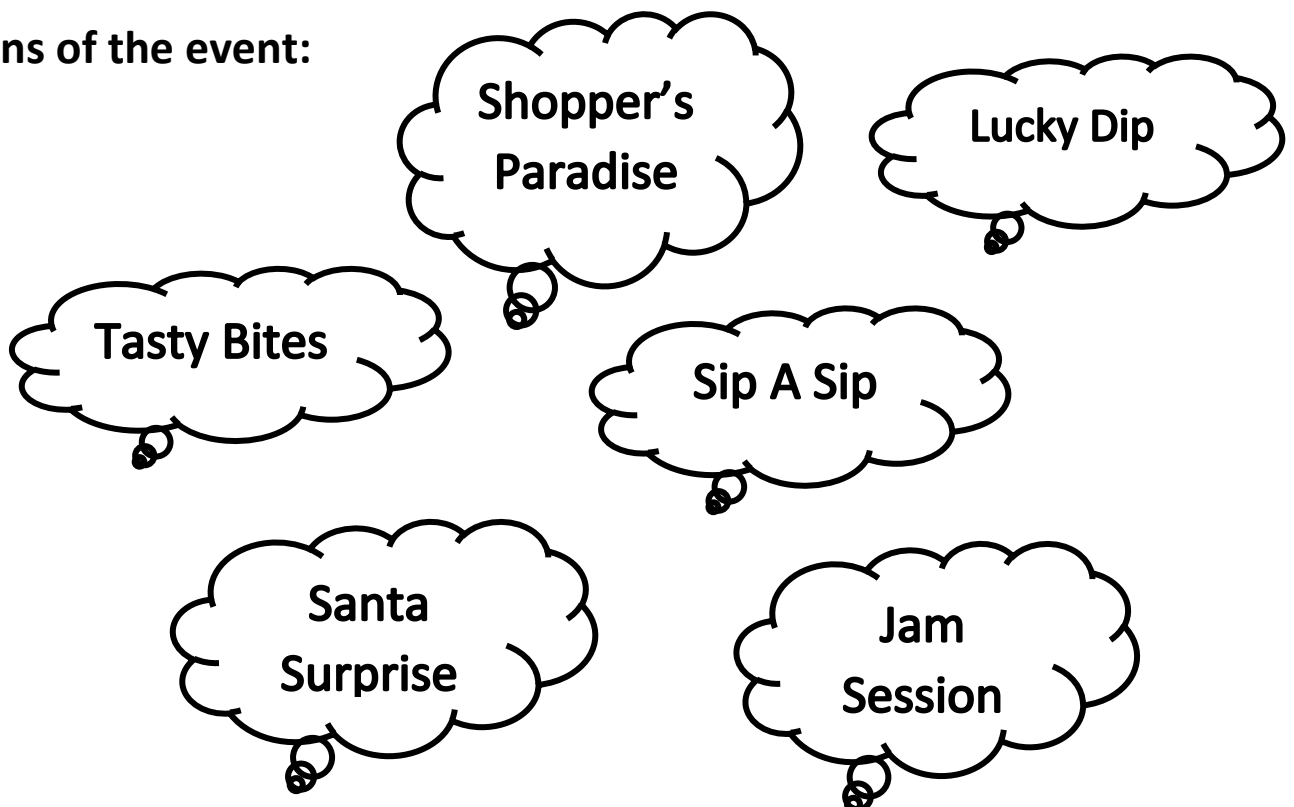 ns of the event:
Shopper’s
Paradise
Lucky Dip
Tasty Bites
Sip A Sip
Santa
Surprise
Jam
Session